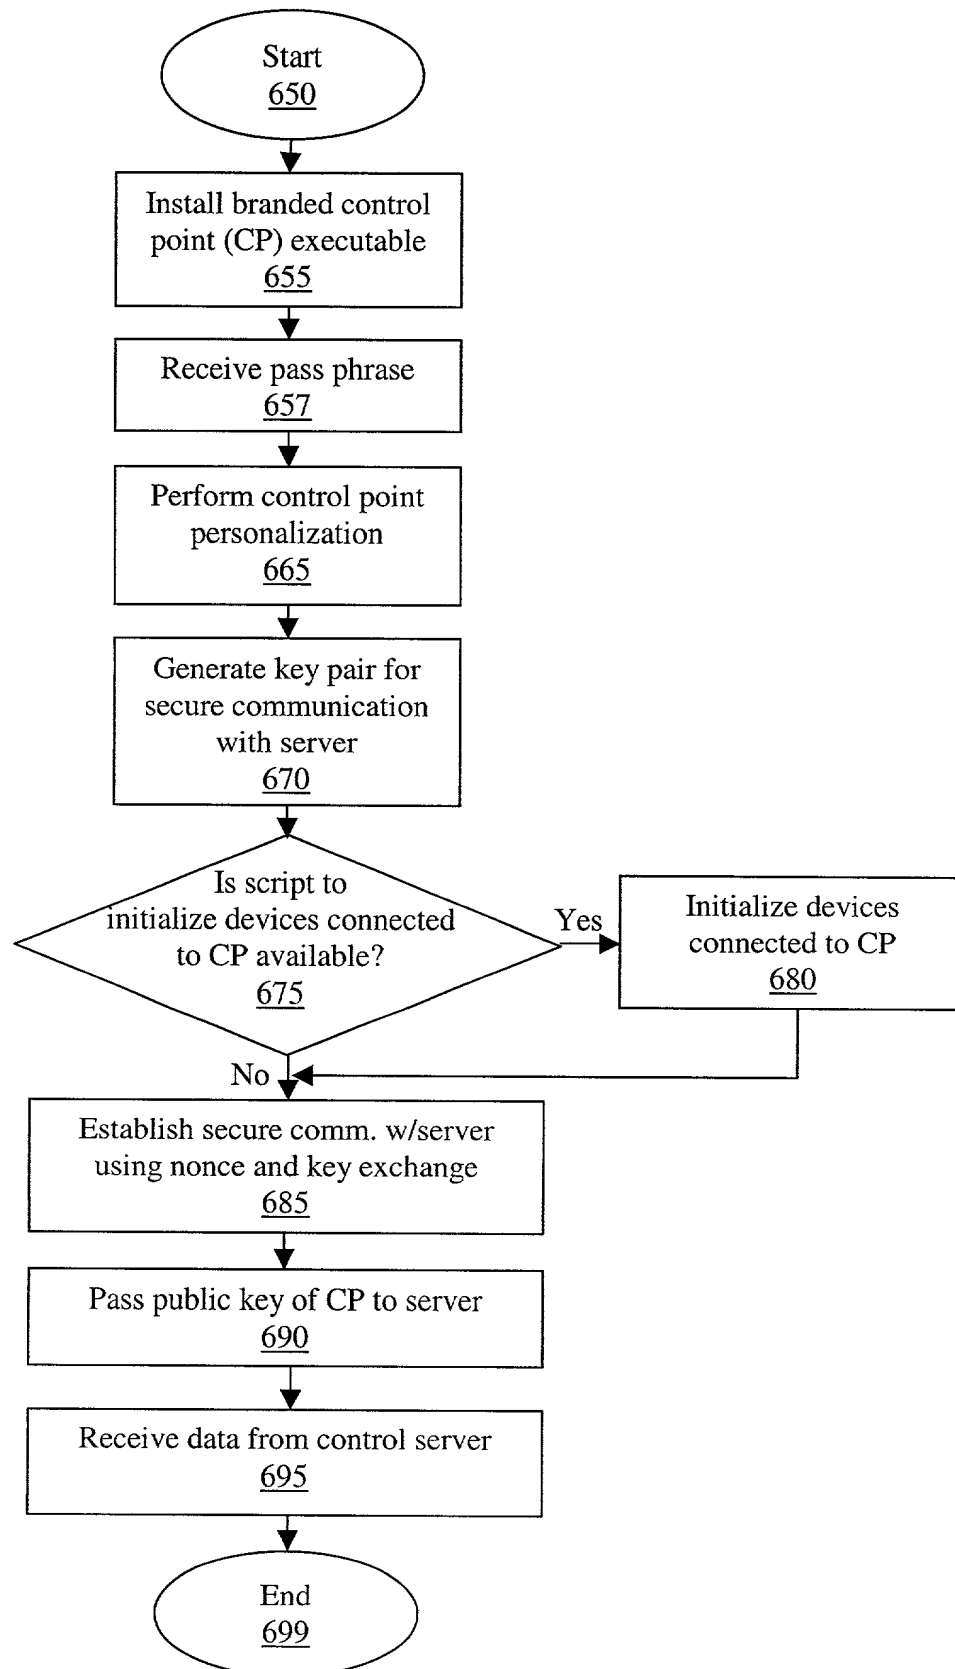 Start
650
Install branded control
point (CP) executable
655
Receive pass phrase
657
Perform control point
personalization
665
Generate key pair for
secure communication
with server
670
Is script to
initialize devices connected
to CP available?
675
Yes
Initialize devices
connected to CP
680
No
Establish secure comm. w/server
using nonce and key exchange
685
Pass public key of CP to server
690
Receive data from control server
695
End
699